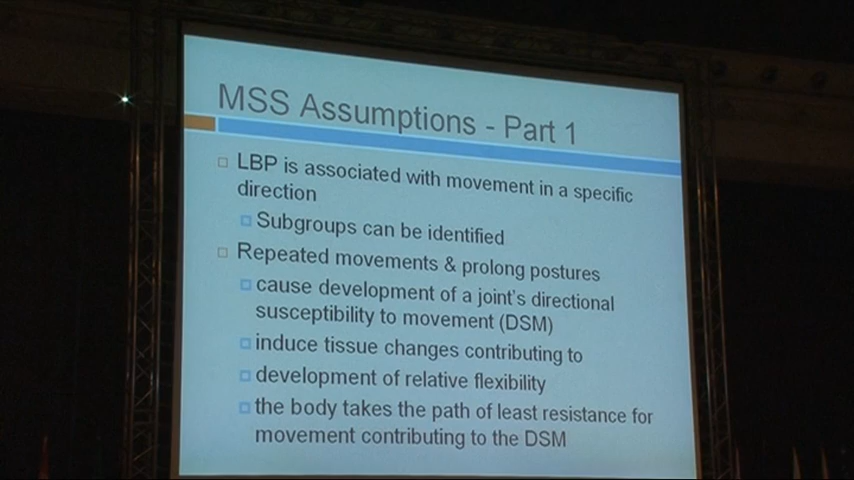 MSS Assumptions - Part 1
LBP is associated with movement in a specific
direction
Subgroups can be identified
Repeated movements & prolong postures
cause development of a joint's directional
susceptibility to movement (DSM)
induce tissue changes contributing to
development of relative flexibility
the body takes the path of least resistance for
movement contributing to the DSM